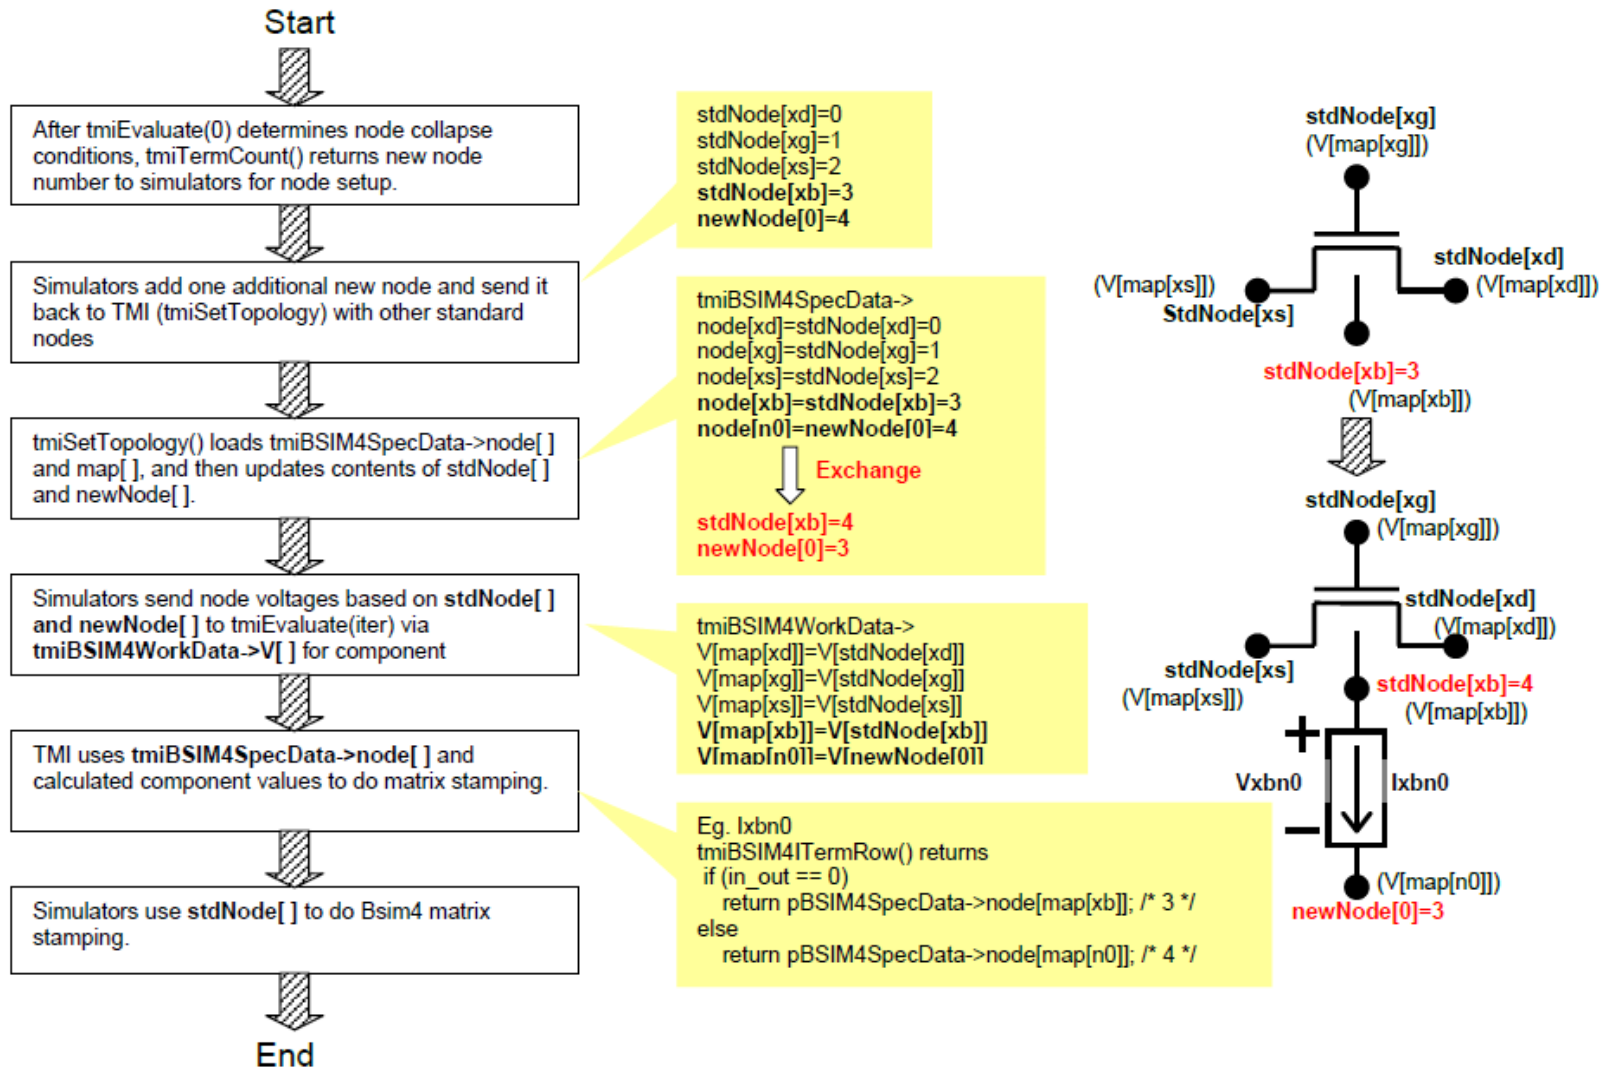 Start
After tmiEvaluate(0) determines node collapse
conditions, tmiTermCount() returns new node
number to simulators for node setup.
Simulators add one additional new node and send it
back to TMI (tmiSetTopology) with other standard
nodes
tmiSetTopology() loads tmiBSIM4SpecData->node[ ]
and map[ ], and then updates contents of stdNode[ ]
and newNode[ ].
Simulators send node voltages based on stdNode[ ]
and newNode[ ] to tmiEvaluate(iter) via
tmiBSIM4WorkData->V[ ] for component
TMI uses tmiBSIM4SpecData->node[ ] and
calculated component values to do matrix stamping.
Simulators use stdNode[ ] to do Bsim4 matrix
stamping.
End
stdNode[xd]=0
stdNode[xg]=1
stdNode[xs]=2
stdNode[xb]=3
newNode[0]=4
tmiBSIM4SpecData->
node[xd]=stdNode[xd]=0
node[xg]=stdNode[xg]=1
node[xs]=stdNode[xs]=2
node[xb]=stdNode[xb]=3
node[n0]=newNode[0]=4
Exchange
stdNode[xb]=4
newNode[0]=3
tmiBSIM4WorkData->
V[map[xd]]=V[stdNode[xd]]
V[map[xg]]=V[stdNode[xg]]
V[map[xs]]=V[stdNode[xs]]
V[map[xb]]=V[stdNode[xb]]
V[map[n0]]=V[newNode[0]]
Eg. Ixbn0
tmiBSIM4ITermRow() returns
if (in_out == 0)
return pBSIM4SpecData->node[map[xb]]; /* 3 */
else
return pBSIM4SpecData->node[map[n0]]; /* 4 */
stdNode[xg]
(V[map[xg]])
stdNode[xd]
(V[map[xs]])
(V[map[xd]])
StdNode[xs]
stdNode[xb]=3
(V[map[xb]])
stdNode[xg]
(V[map[xg]])
stdNode[xd]
(V[map[xd]])
stdNode[xs]
(V[map[xs]])
stdNode[xb]=4
(V[map[xb]])
+
Vxbn0
Ixbn0
−
(V[map[n0]])
newNode[0]=3